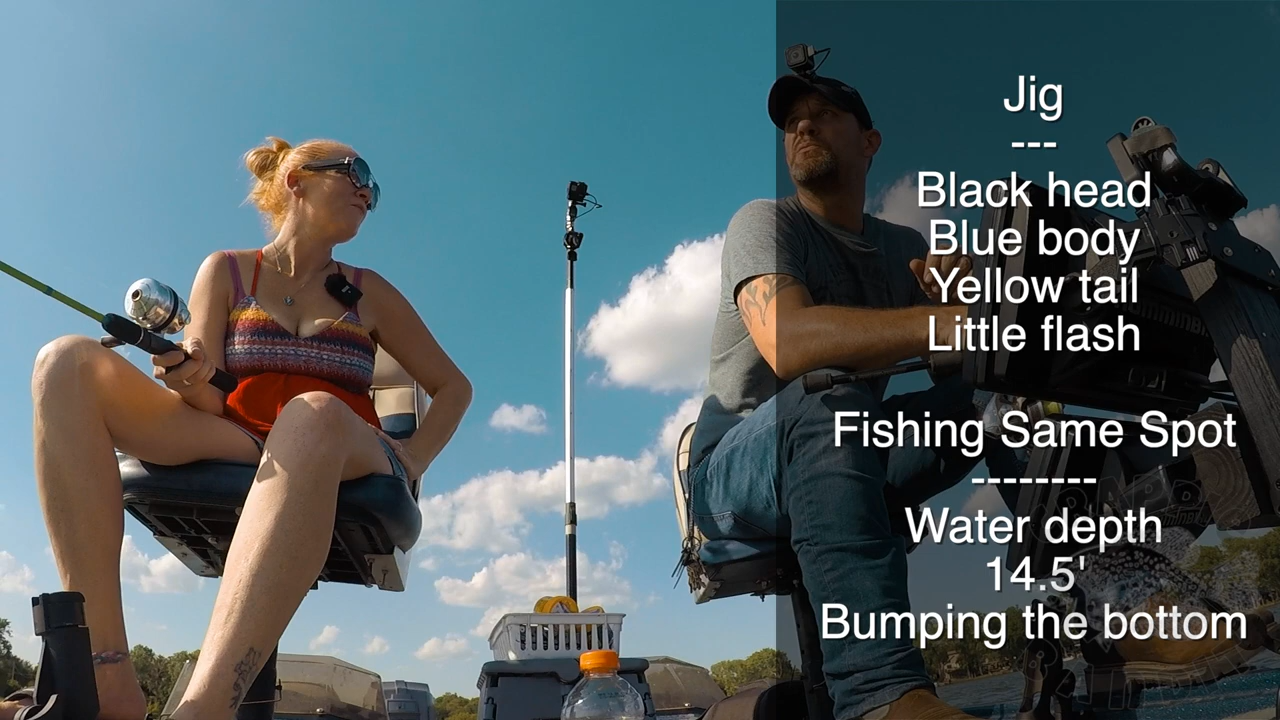 Jig
---
Black head
Blue body
Yellow tail
Little flash
Fishing Same Spot
--------
Water depth
14.5'
Bumping the bottom